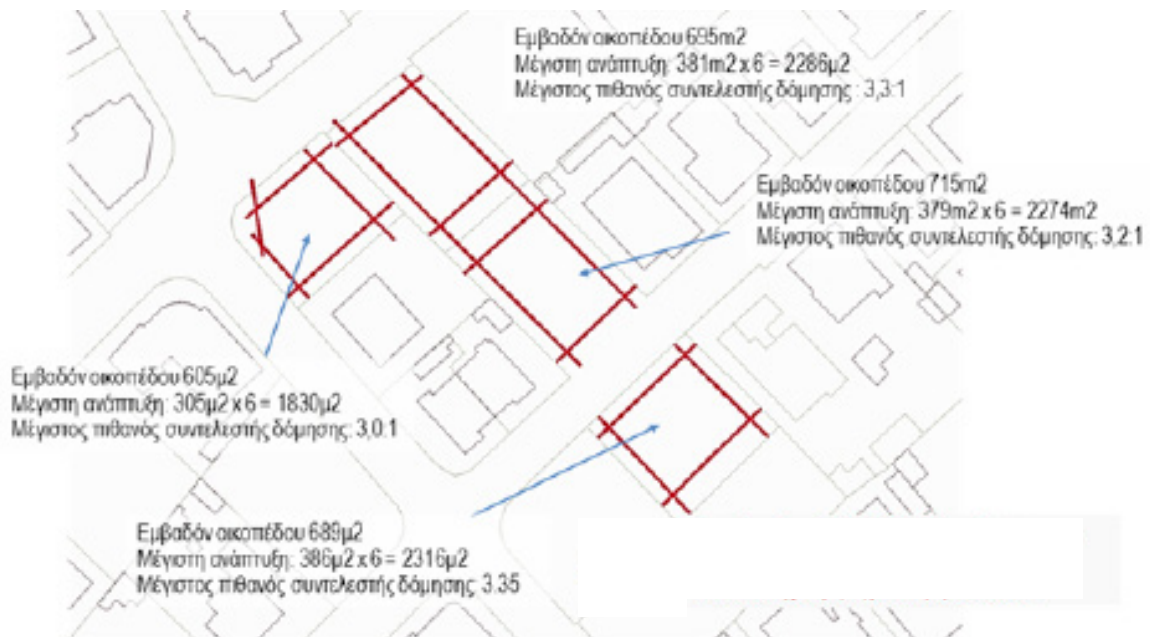 Εμβαδόν οικοπέδου 695m2
Μέγιστη ανάπτυξη: 381m2 x 6 = 2286μ2
Μέγιστος πιθανός συντελεστής δόμησης : 3,3:1
Εμβαδόν οικοπέδου 715m2
Μέγιστη ανάπτυξη: 379m2 x 6 = 2274m2
Μέγιστος πιθανός συντελεστής δόμησης: 3,2:1
Εμβαδόν οικοπέδου 605μ2
Μέγιστη ανάπτυξη: 305μ2 x 6 = 1830μ2
Μέγιστος πιθανός συντελεστής δόμησης: 3,0:1
Εμβαδόν οικοπέδου 689μ2
Μέγιστη ανάπτυξη: 386μ2 x 6 = 2316μ2
Μέγιστος πιθανός συντελεστής δόμησης: 3.35